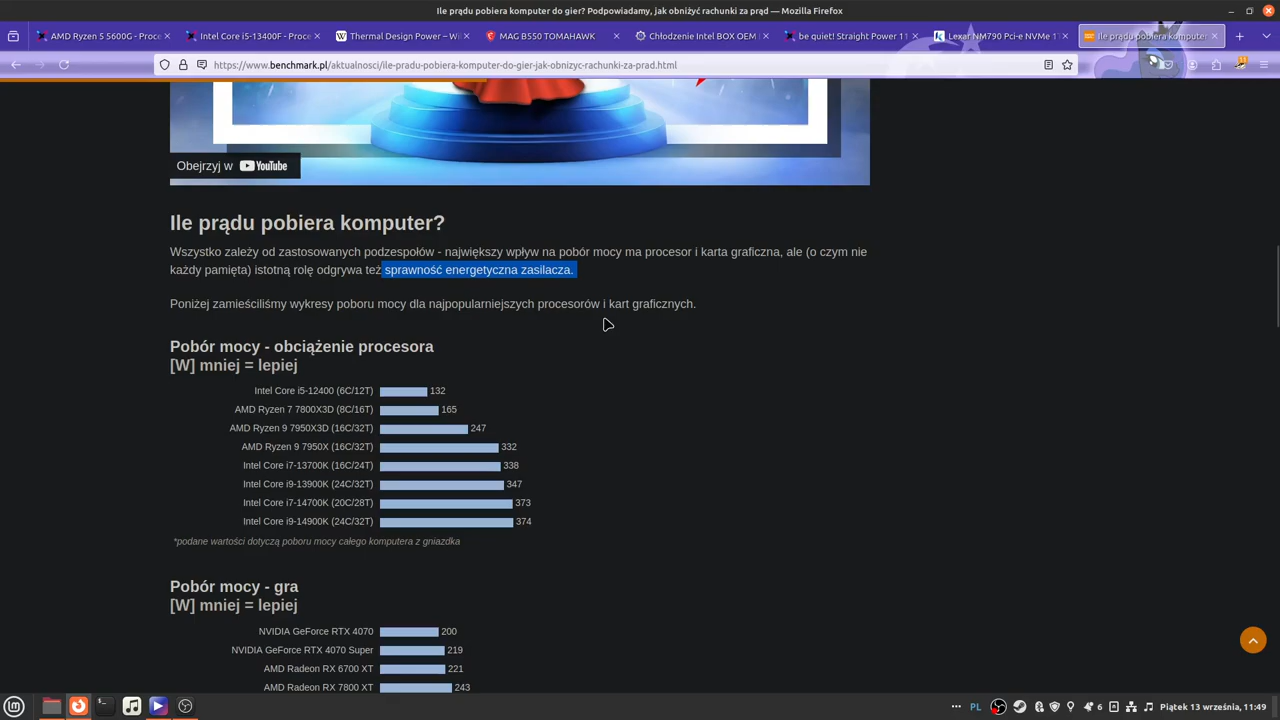 Ile prądu pobiera komputer do gier? Podpowiadamy, jak obniżyć rachunki za prąd — Mozilla Firefox
AMD Ryzen 5 5600G - Proce
Intel Core i5-13400F - Proce
Thermal Design Power – Wi
MAG B550 TOMAHAWK
Chłodzenie Intel BOX OEM
be quiet! Straight Power 11
Lexar NM790 Pci-e NVME 1
Ile prądu pobiera komputer
https://www.benchmark.pl/aktualnosci/ile-pradu-pobiera-komputer-do-gier-jak-obnizyc-rachunki-za-prad.html
Obejrzyj w YouTube
Ile prądu pobiera komputer?
Wszystko zależy od zastosowanych podzespołów - największy wpływ na pobór mocy ma procesor i karta graficzna, ale (o czym nie
każdy pamięta) istotną rolę odgrywa też sprawność energetyczna zasilacza.
Poniżej zamieściliśmy wykresy poboru mocy dla najpopularniejszych procesorów i kart graficznych.
Pobór mocy - obciążenie procesora
[W] mniej = lepiej
Intel Core i5-12400 (6C/12T) 132
AMD Ryzen 7 7800X3D (8C/16T) 165
AMD Ryzen 9 7950X3D (16C/32T) 247
AMD Ryzen 9 7950X (16C/32T) 332
Intel Core i7-13700K (16C/24T) 338
Intel Core i9-13900K (24C/32T) 347
Intel Core i7-14700K (20C/28T) 373
Intel Core i9-14900K (24C/32T) 374
*podane wartości dotyczą poboru mocy całego komputera z gniazdka
Pobór mocy - gra
[W] mniej = lepiej
NVIDIA GeForce RTX 4070 200
NVIDIA GeForce RTX 4070 Super 219
AMD Radeon RX 6700 XT 221
AMD Radeon RX 7800 XT 243
PL 6 Piątek 13 września, 11:49